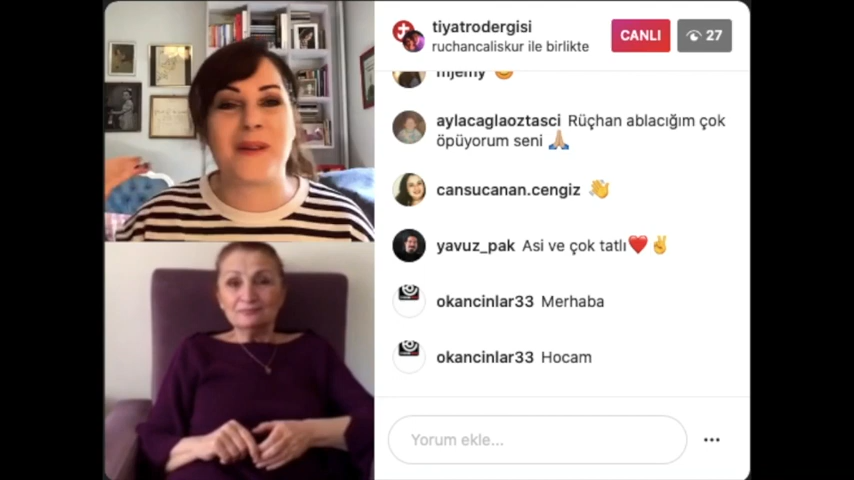 tiyatrodergisi
ruchancaliskur ile birlikte
CANLI
27
mjemy
aylacaglaoztasci Rüçhan ablacığım çok
öpüyorum seni
cansucanan.cengiz
yavuz_pak Asi ve çok tatlı
okancinlar33 Merhaba
okancinlar33 Hocam
Yorum ekle...